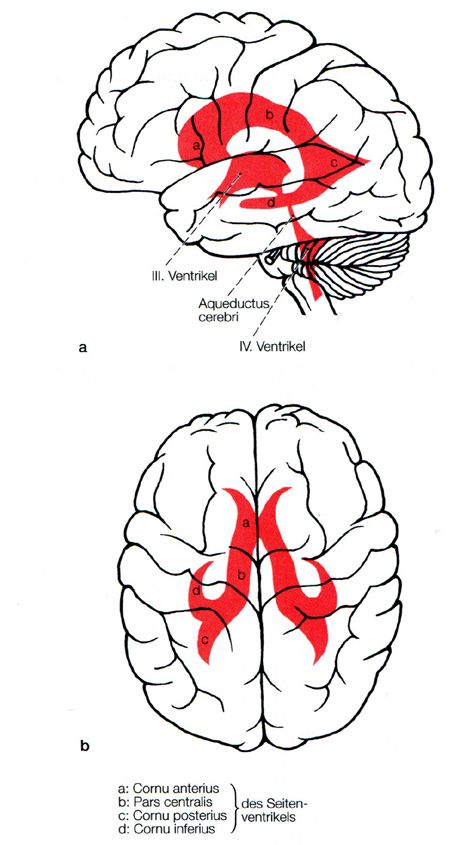 b
a
c
d
III. Ventrikel
Aqueductus
cerebri
IV. Ventrikel
a
a
b
d
c
b
a: Cornu anterius
b: Pars centralis
c: Cornu posterius
d: Cornu inferius
des Seiten-
ventrikels